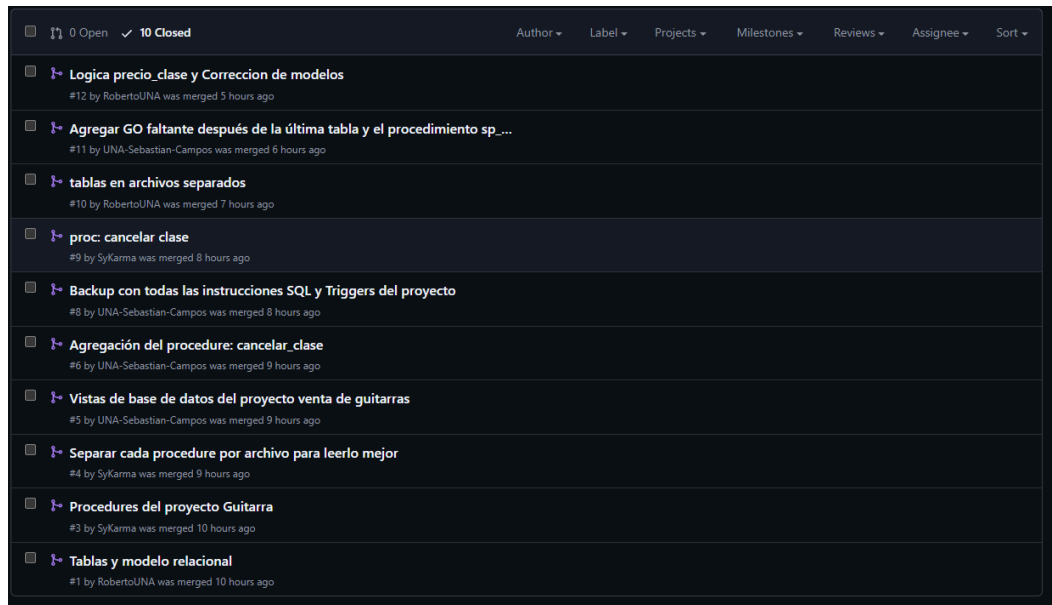 0 Open 10 Closed Author Label Projects Milestones Reviews Assignee Sort
Logica precio_clase y Correccion de modelos
#12 by RobertoUNA was merged 5 hours ago
Agregar GO faltante después de la última tabla y el procedimiento sp_...
#11 by UNA-Sebastian-Campos was merged 6 hours ago
tablas en archivos separados
#10 by RobertoUNA was merged 7 hours ago
proc: cancelar clase
#9 by SyKarma was merged 8 hours ago
Backup con todas las instrucciones SQL y Triggers del proyecto
#8 by UNA-Sebastian-Campos was merged 8 hours ago
Agregación del procedure: cancelar_clase
#6 by UNA-Sebastian-Campos was merged 9 hours ago
Vistas de base de datos del proyecto venta de guitarras
#5 by UNA-Sebastian-Campos was merged 9 hours ago
Separar cada procedure por archivo para leerlo mejor
#4 by SyKarma was merged 9 hours ago
Procedures del proyecto Guitarra
#3 by SyKarma was merged 10 hours ago
Tablas y modelo relacional
#1 by RobertoUNA was merged 10 hours ago